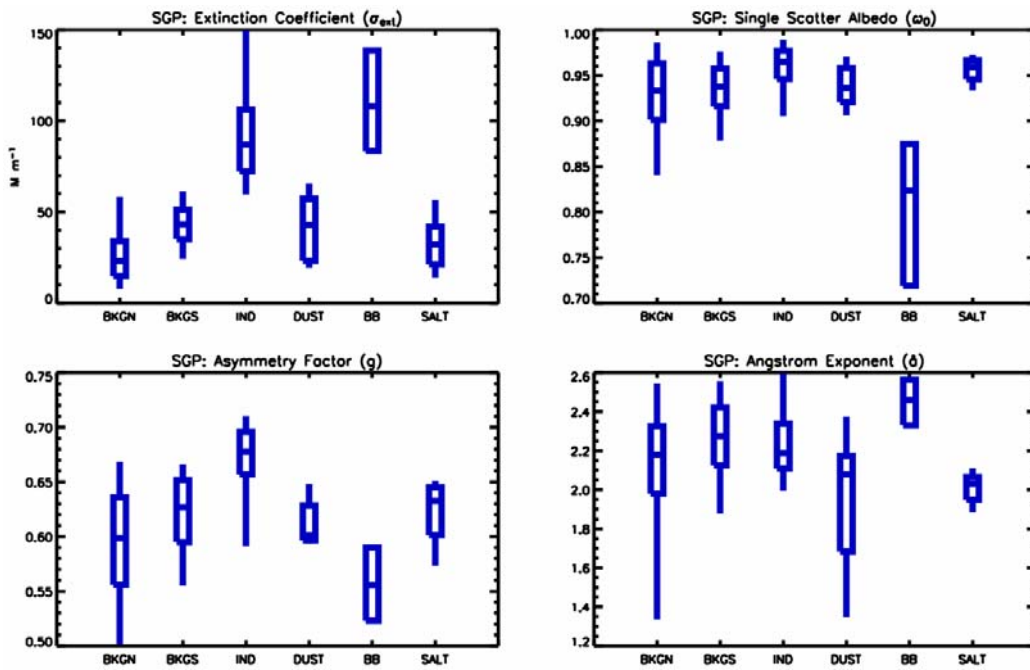 SGP: Extinction Coefficient (σext)
150
100
50
0
M m⁻¹
BKGN BKGS IND DUST BB SALT
SGP: Single Scatter Albedo (ω0)
1.00
0.95
0.90
0.85
0.80
0.75
0.70
BKGN BKGS IND DUST BB SALT
SGP: Asymmetry Factor (g)
0.75
0.70
0.65
0.60
0.55
0.50
BKGN BKGS IND DUST BB SALT
SGP: Angstrom Exponent (å)
2.6
2.4
2.2
2.0
1.8
1.6
1.4
1.2
BKGN BKGS IND DUST BB SALT